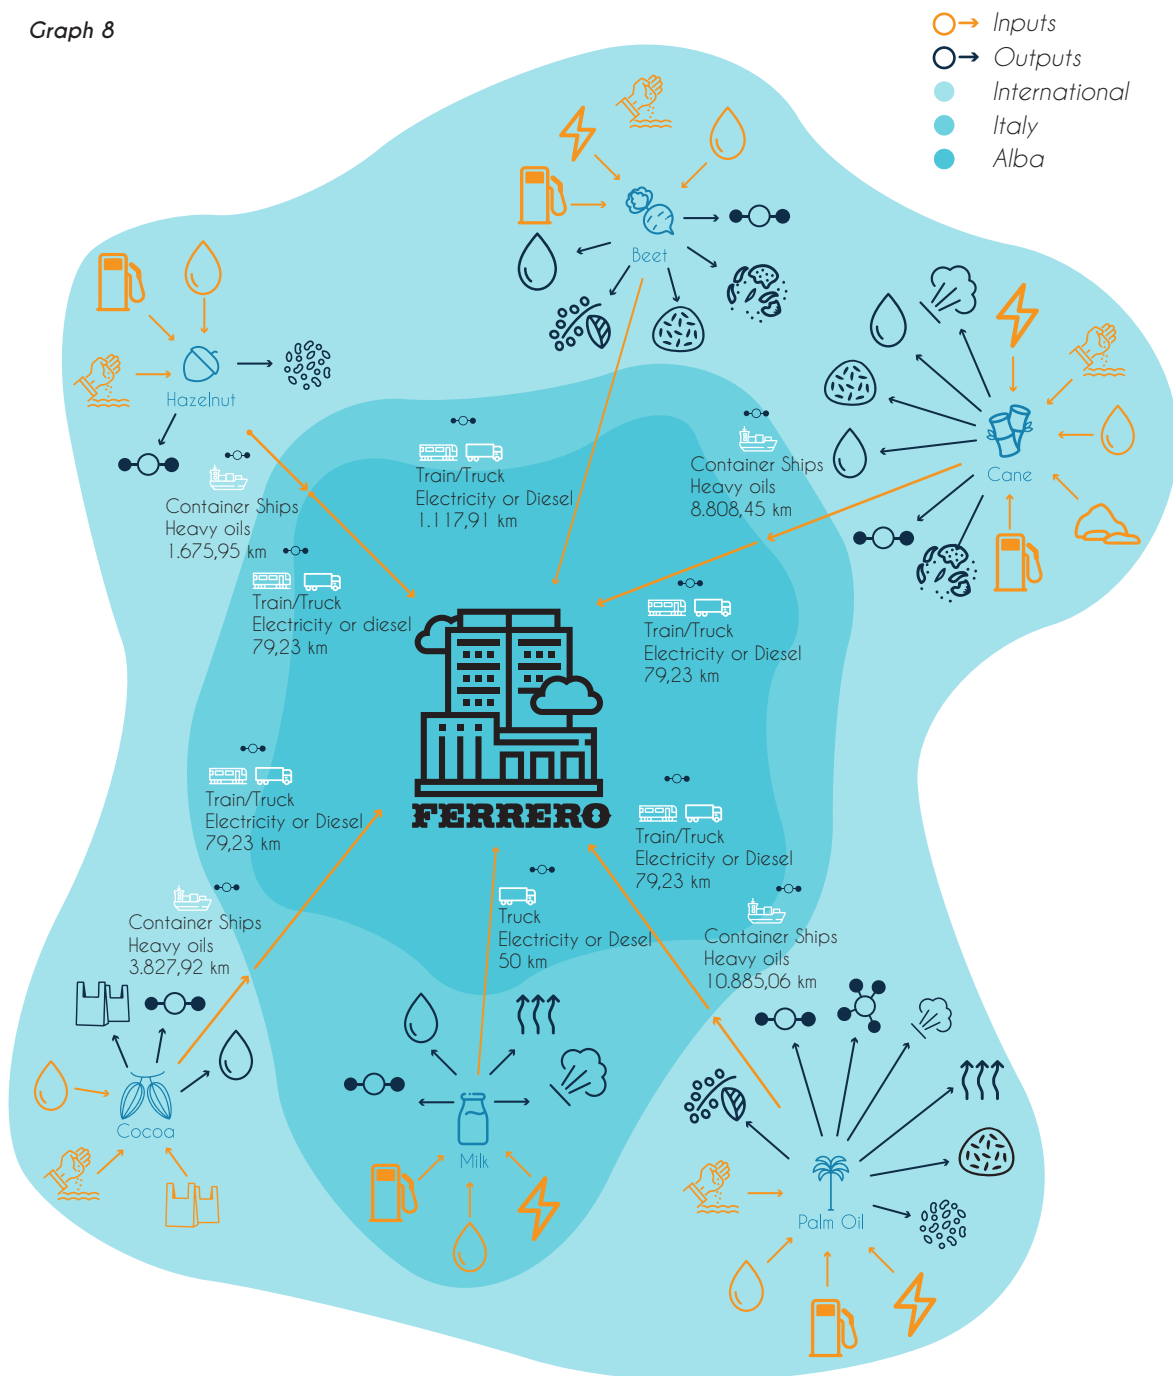 Graph 8
Inputs
Outputs
International
Italy
Alba
Beet
Hazelnut
Cane
Train/Truck
Electricity or Diesel
1.117,91 km
Container Ships
Heavy oils
8.808,45 km
Container Ships
Heavy oils
1.675,95 km
Train/Truck
Electricity or diesel
79,23 km
Train/Truck
Electricity or Diesel
79,23 km
Train/Truck
Electricity or Diesel
79,23 km
FERRERO
Train/Truck
Electricity or Diesel
79,23 km
Container Ships
Heavy oils
3.827,92 km
Truck
Electricity or Desel
50 km
Container Ships
Heavy oils
10.885,06 km
Cocoa
Milk
Palm Oil